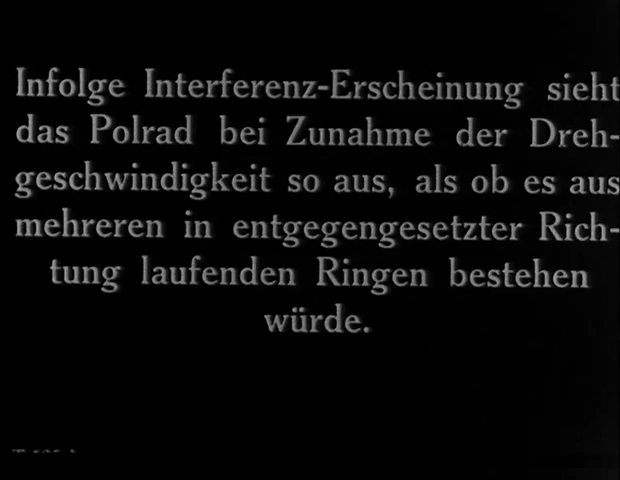 Infolge Interferenz-Erscheinung sieht
das Polrad bei Zunahme der Dreh-
geschwindigkeit so aus, als ob es aus
mehreren in entgegengesetzter Rich-
tung laufenden Ringen bestehen
würde.